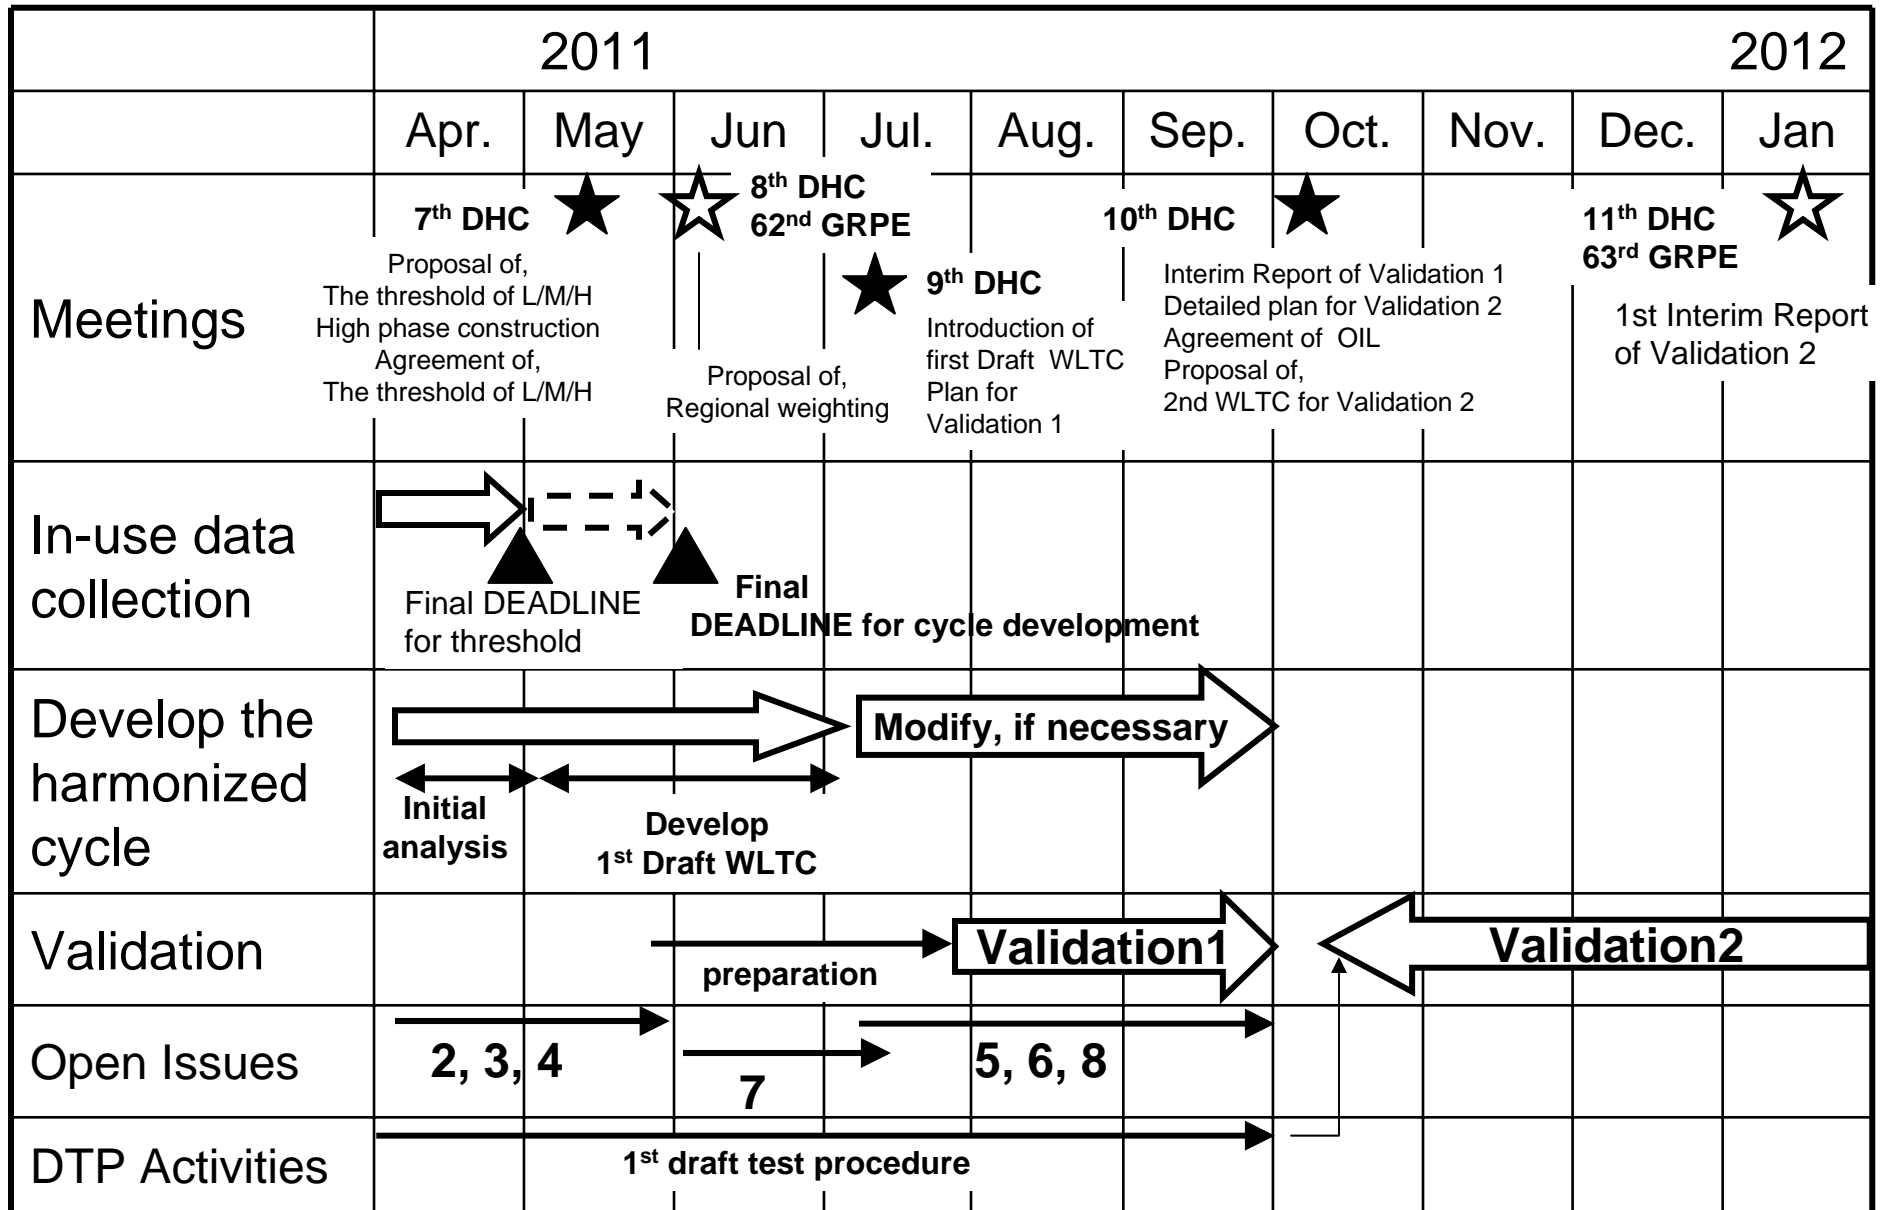 2011
2012
Apr.
May
Jun
Jul.
Aug.
Sep.
Oct.
Nov.
Dec.
Jan
Meetings
7th DHC
Proposal of,
The threshold of L/M/H
High phase construction
Agreement of,
The threshold of L/M/H
8th DHC
62nd GRPE
Proposal of,
Regional weighting
9th DHC
Introduction of
first Draft WLTC
Plan for
Validation 1
10th DHC
Interim Report of Validation 1
Detailed plan for Validation 2
Agreement of OIL
Proposal of,
2nd WLTC for Validation 2
11th DHC
63rd GRPE
1st Interim Report
of Validation 2
In-use data
collection
Final DEADLINE
for threshold
Final
DEADLINE for cycle development
Develop the
harmonized
cycle
Initial
analysis
Develop
1st Draft WLTC
Modify, if necessary
Validation
preparation
Validation1
Validation2
Open Issues
2, 3, 4
7
5, 6, 8
DTP Activities
1st draft test procedure